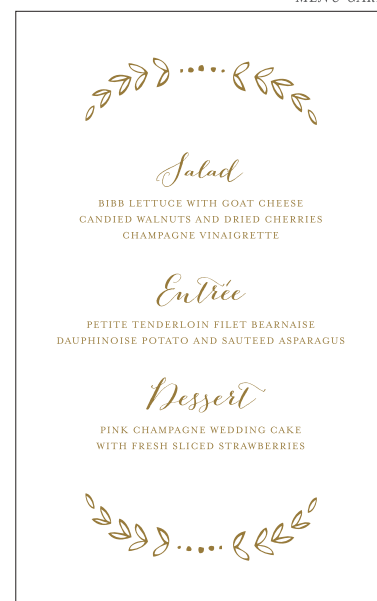 Salad
BIBB LETTUCE WITH GOAT CHEESE
CANDIED WALNUTS AND DRIED CHERRIES
CHAMPAGNE VINAIGRETTE
Entrée
PETITE TENDERLOIN FILET BEARNAISE
DAUPHINOISE POTATO AND SAUTEED ASPARAGUS
Dessert
PINK CHAMPAGNE WEDDING CAKE
WITH FRESH SLICED STRAWBERRIES